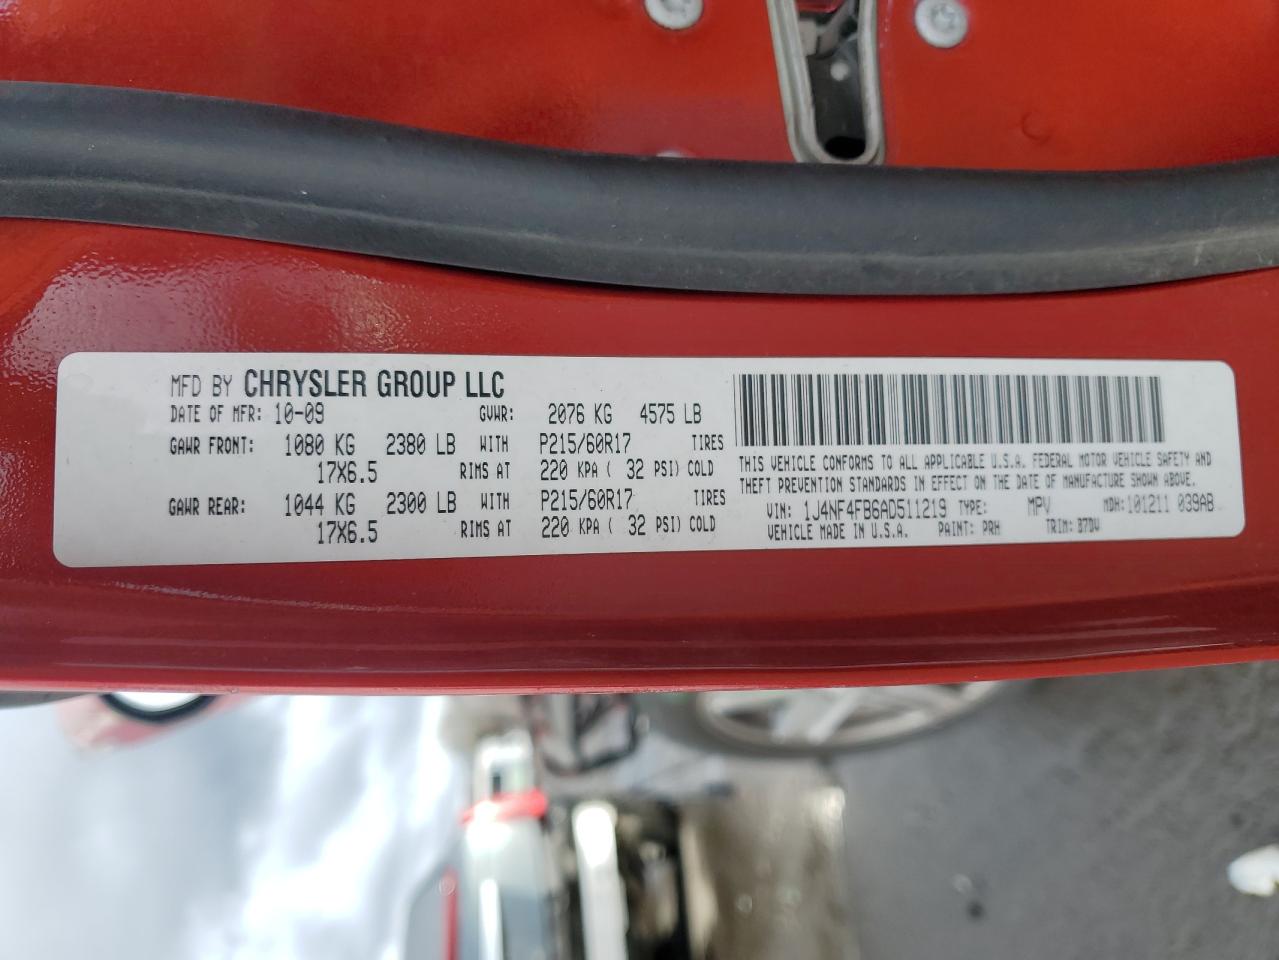 MFD BY CHRYSLER GROUP LLC
DATE OF MFR: 10-09 GVWR: 2076 KG 4575 LB
GAWR FRONT: 1080 KG 2380 LB WITH P215/60R17 TIRES
17X6.5 RIMS AT 220 KPA ( 32 PSI) COLD
GAWR REAR: 1044 KG 2300 LB WITH P215/60R17 TIRES
17X6.5 RIMS AT 220 KPA ( 32 PSI) COLD
THIS VEHICLE CONFORMS TO ALL APPLICABLE U.S.A. FEDERAL MOTOR VEHICLE SAFETY AND
THEFT PREVENTION STANDARDS IN EFFECT ON THE DATE OF MANUFACTURE SHOWN ABOVE.
VIN: 1J4NF4FB6AD511219 TYPE: MPV MDH: 101211 039AB
VEHICLE MADE IN U.S.A. PAINT: PRH TRIM: B7DV